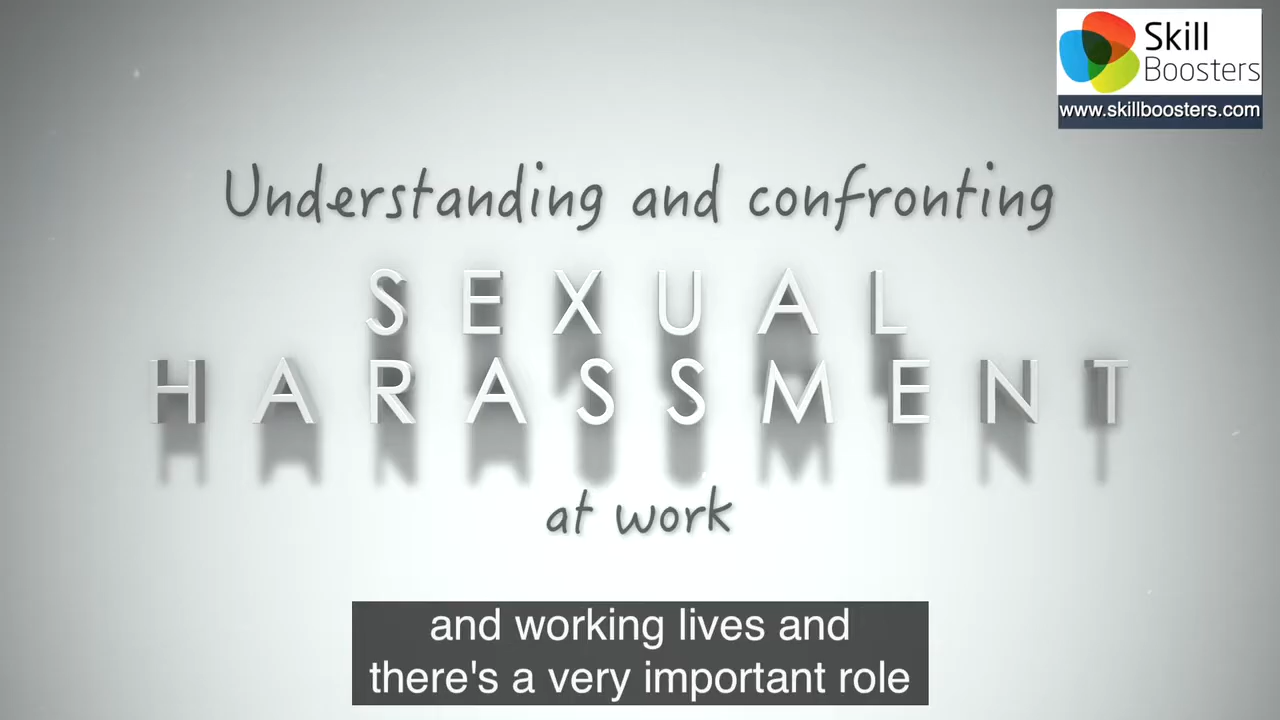 Skill
Boosters
www.skillboosters.com
Understanding and confronting
SEXUAL
HARASSMENT
at work
and working lives and
there's a very important role